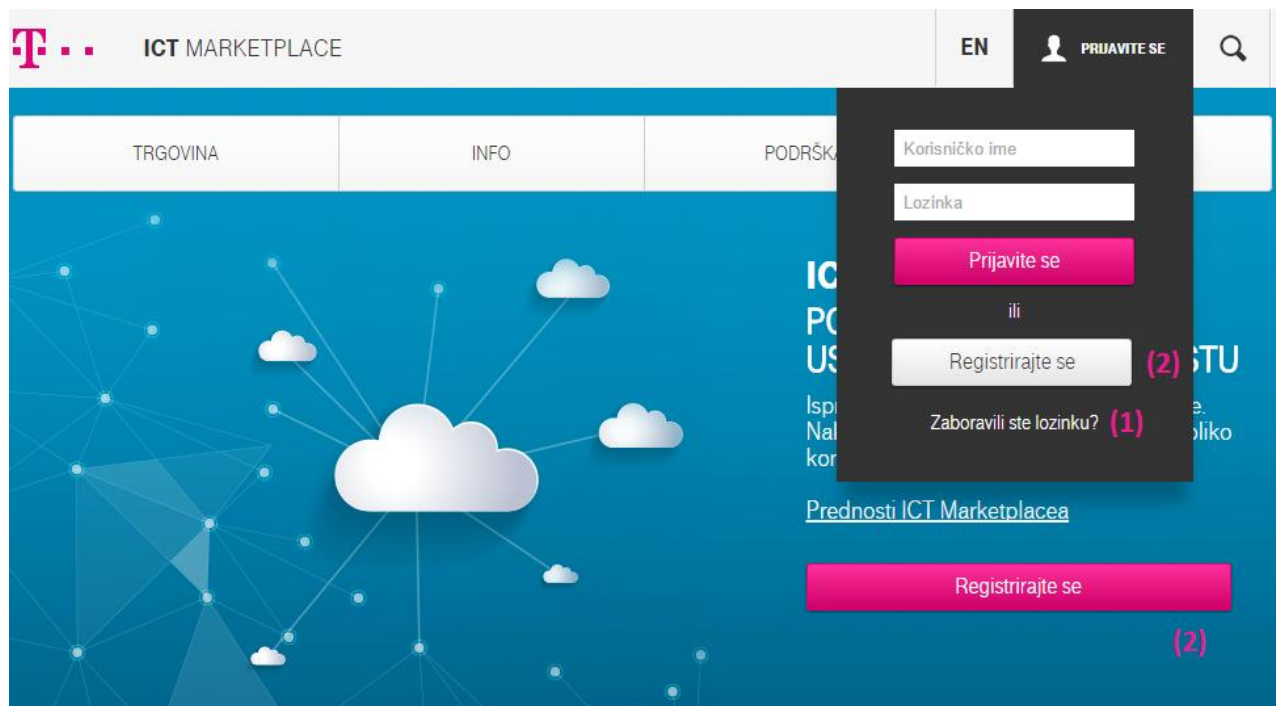 T
ICT MARKETPLACE
EN
PRIJAVITE SE
TRGOVINA
INFO
Korisničko ime
Lozinka
Prijavite se
ili
Registrirajte se (2)
Zaboravili ste lozinku? (1)
Prednosti ICT Marketplacea
Registrirajte se
(2)